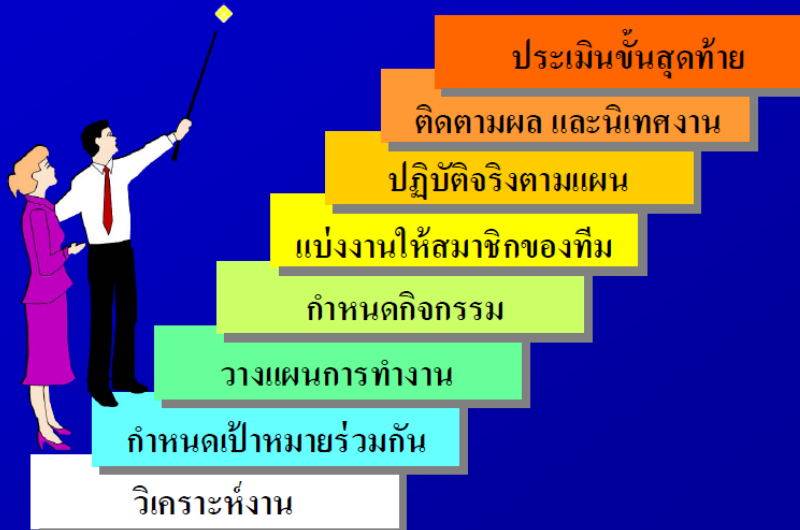 ประเมินขั้นสุดท้าย
ติดตามผล และนิเทศงาน
ปฏิบัติจริงตามแผน
แบ่งงานให้สมาชิกของทีม
กำหนดกิจกรรม
วางแผนการทำงาน
กำหนดเป้าหมายร่วมกัน
วิเคราะห์งาน